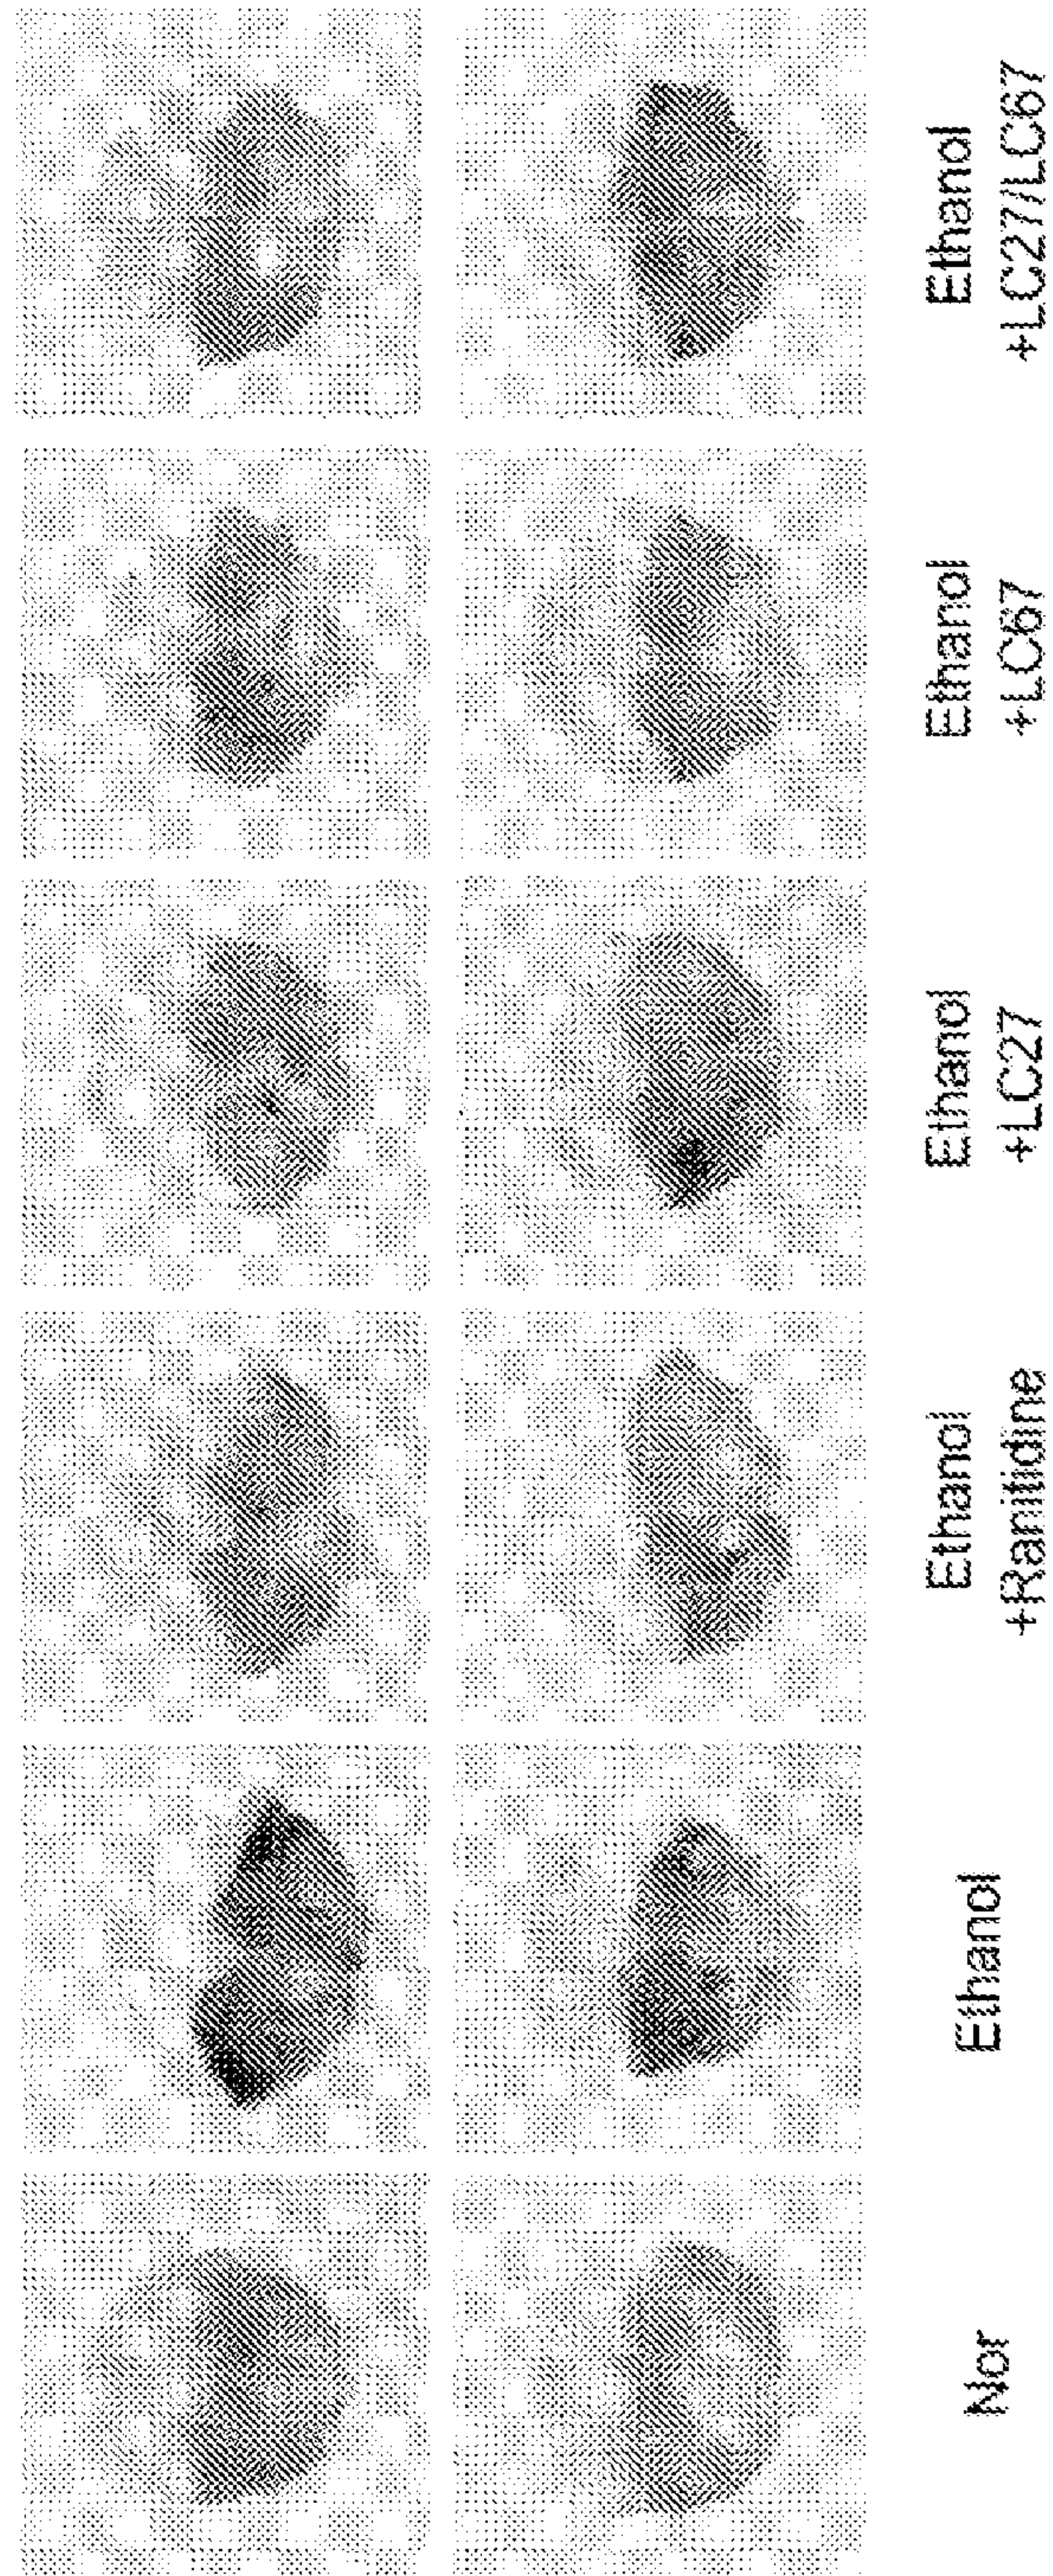 Nor
Ethanol
Ethanol
+Ranitidine
Ethanol
+LC27
Ethanol
+LC67
Ethanol
+LC27/LC67